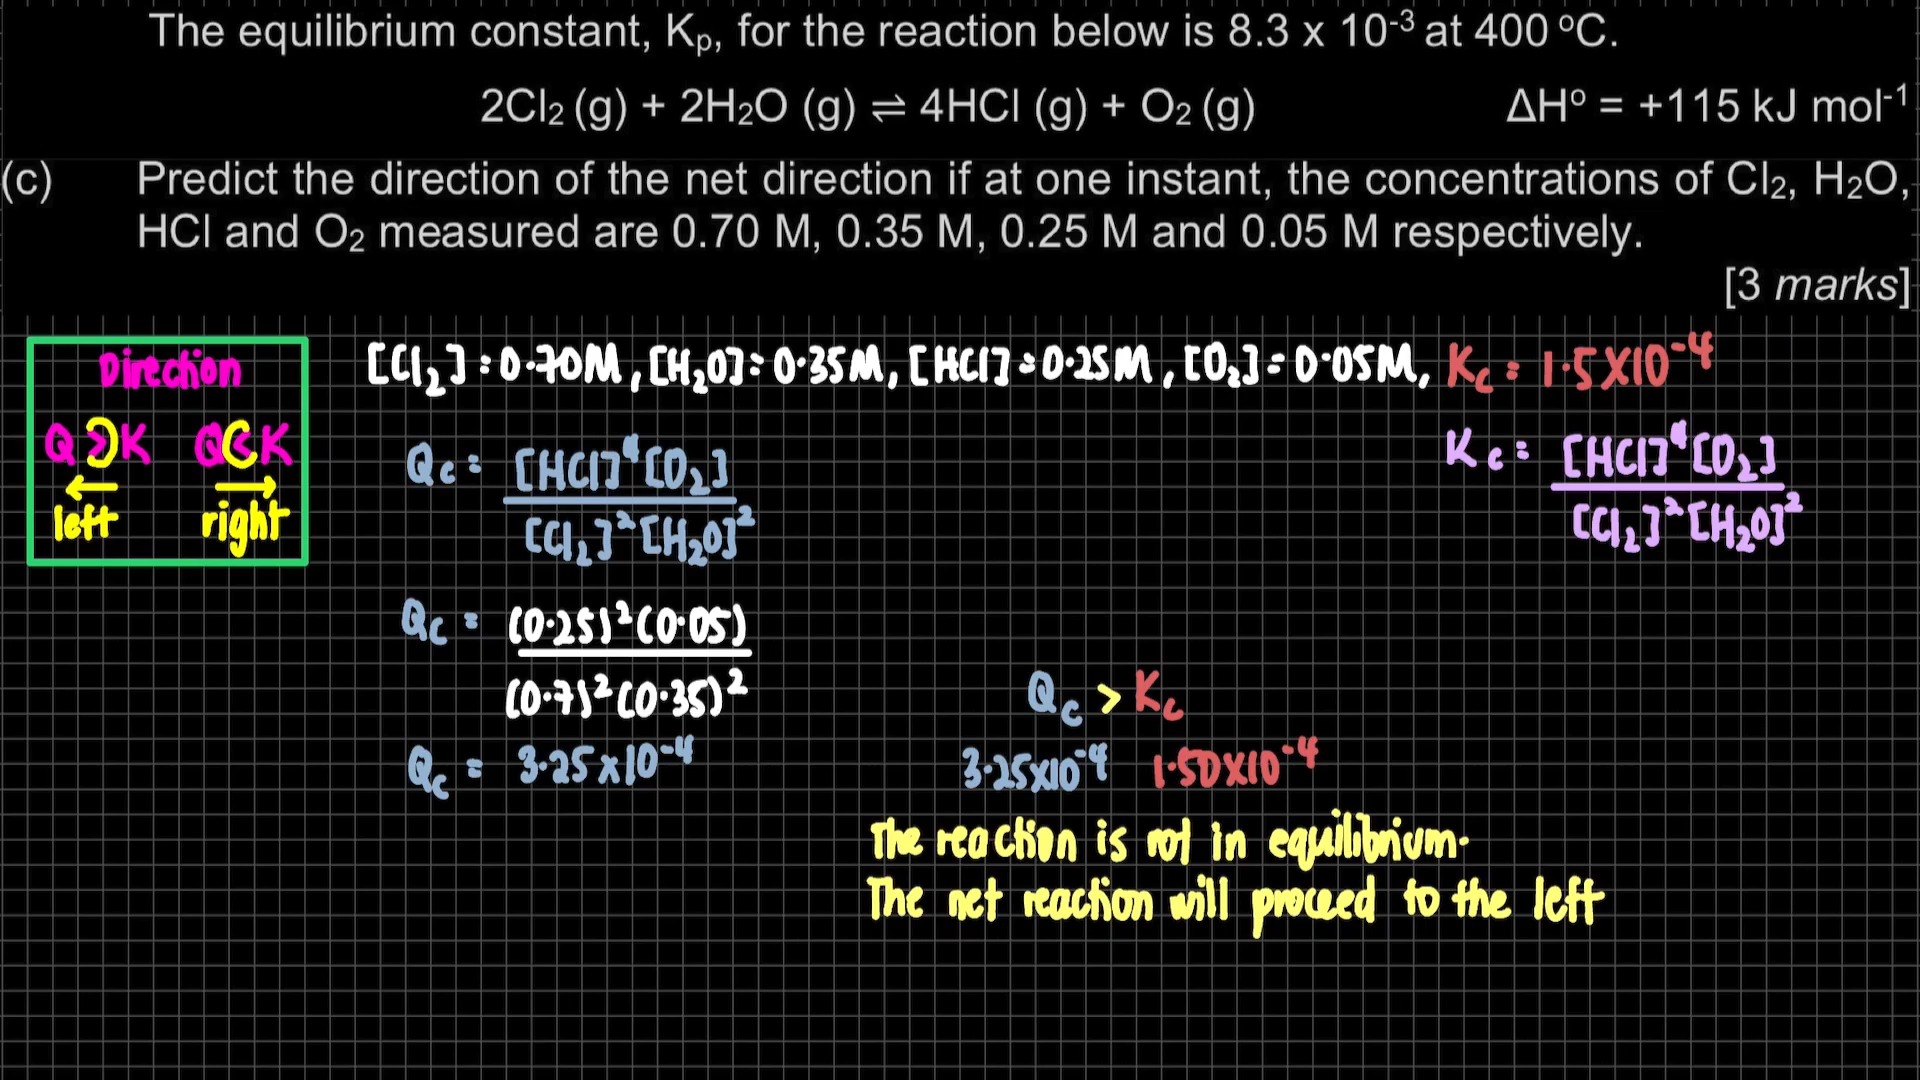 The equilibrium constant, Kₚ, for the reaction below is 8.3 x 10⁻³ at 400 ºC.
2Cl₂ (g) + 2H₂O (g) ⇌ 4HCl (g) + O₂ (g) ΔHº = +115 kJ mol⁻¹
(c) Predict the direction of the net direction if at one instant, the concentrations of Cl₂, H₂O,
HCl and O₂ measured are 0.70 M, 0.35 M, 0.25 M and 0.05 M respectively.
[3 marks]
Direction
Q > K Q < K
← →
left right
[Cl₂] = 0.70M, [H₂O] = 0.35M, [HCl] = 0.25M, [O₂] = 0.05M, Kc = 1.5 X 10⁻⁴
Qc = [HCl]⁴[O₂]
[Cl₂]²[H₂O]²
Kc = [HCl]⁴[O₂]
[Cl₂]²[H₂O]²
Qc = (0.25)²(0.05)
(0.7)²(0.35)²
Qc = 3.25 x 10⁻⁴
Qc > Kc
3.25x10⁻⁴ 1.50X10⁻⁴
The reaction is not in equilibrium.
The net reaction will proceed to the left